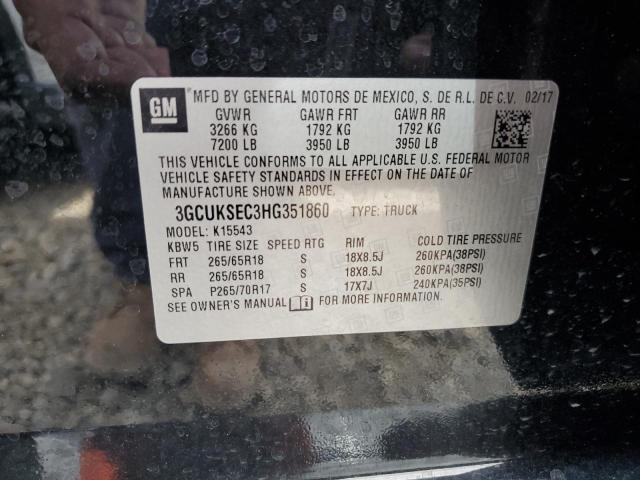 GM
MFD BY GENERAL MOTORS DE MEXICO, S. DE R.L. DE C.V. 02/17
GVWR GAWR FRT GAWR RR
3266 KG 1792 KG 1792 KG
7200 LB 3950 LB 3950 LB
THIS VEHICLE CONFORMS TO ALL APPLICABLE U.S. FEDERAL MOTOR
VEHICLE SAFETY STANDARDS IN EFFECT ON THE DATE OF
MANUFACTURE SHOWN ABOVE.
3GCUKSEC3HG351860 TYPE: TRUCK
MODEL: K15543
KBW5 TIRE SIZE SPEED RTG RIM COLD TIRE PRESSURE
FRT 265/65R18 S 18X8.5J 260KPA(38PSI)
RR 265/65R18 S 18X8.5J 260KPA(38PSI)
SPA P265/70R17 S 17X7J 240KPA(35PSI)
SEE OWNER'S MANUAL FOR MORE INFORMATION.